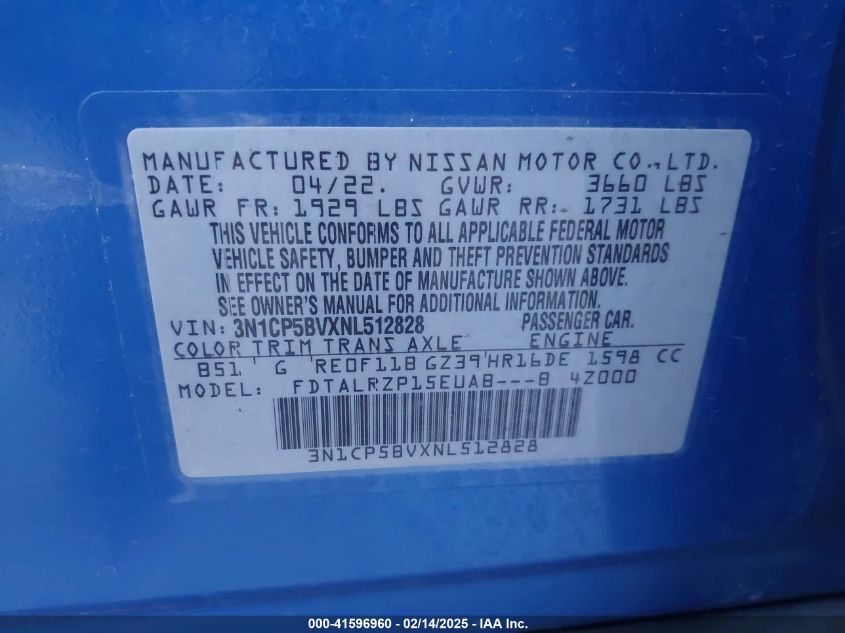 MANUFACTURED BY NISSAN MOTOR CO., LTD.
DATE: 04/22. GVWR: 3660 LBS
GAWR FR: 1929 LBS GAWR RR: 1731 LBS
THIS VEHICLE CONFORMS TO ALL APPLICABLE FEDERAL MOTOR
VEHICLE SAFETY, BUMPER AND THEFT PREVENTION STANDARDS
IN EFFECT ON THE DATE OF MANUFACTURE SHOWN ABOVE.
SEE OWNER'S MANUAL FOR ADDITIONAL INFORMATION.
VIN: 3N1CP5BVXNL512828 PASSENGER CAR.
COLOR TRIM TRANS AXLE ENGINE
B51 G RE0F11B GZ39 HR16DE 1598 CC
MODEL: FDTALRZP15EUAB---B 4Z000
3N1CP5BVXNL512828
000-41596960 — 02/14/2025 — IAA Inc.